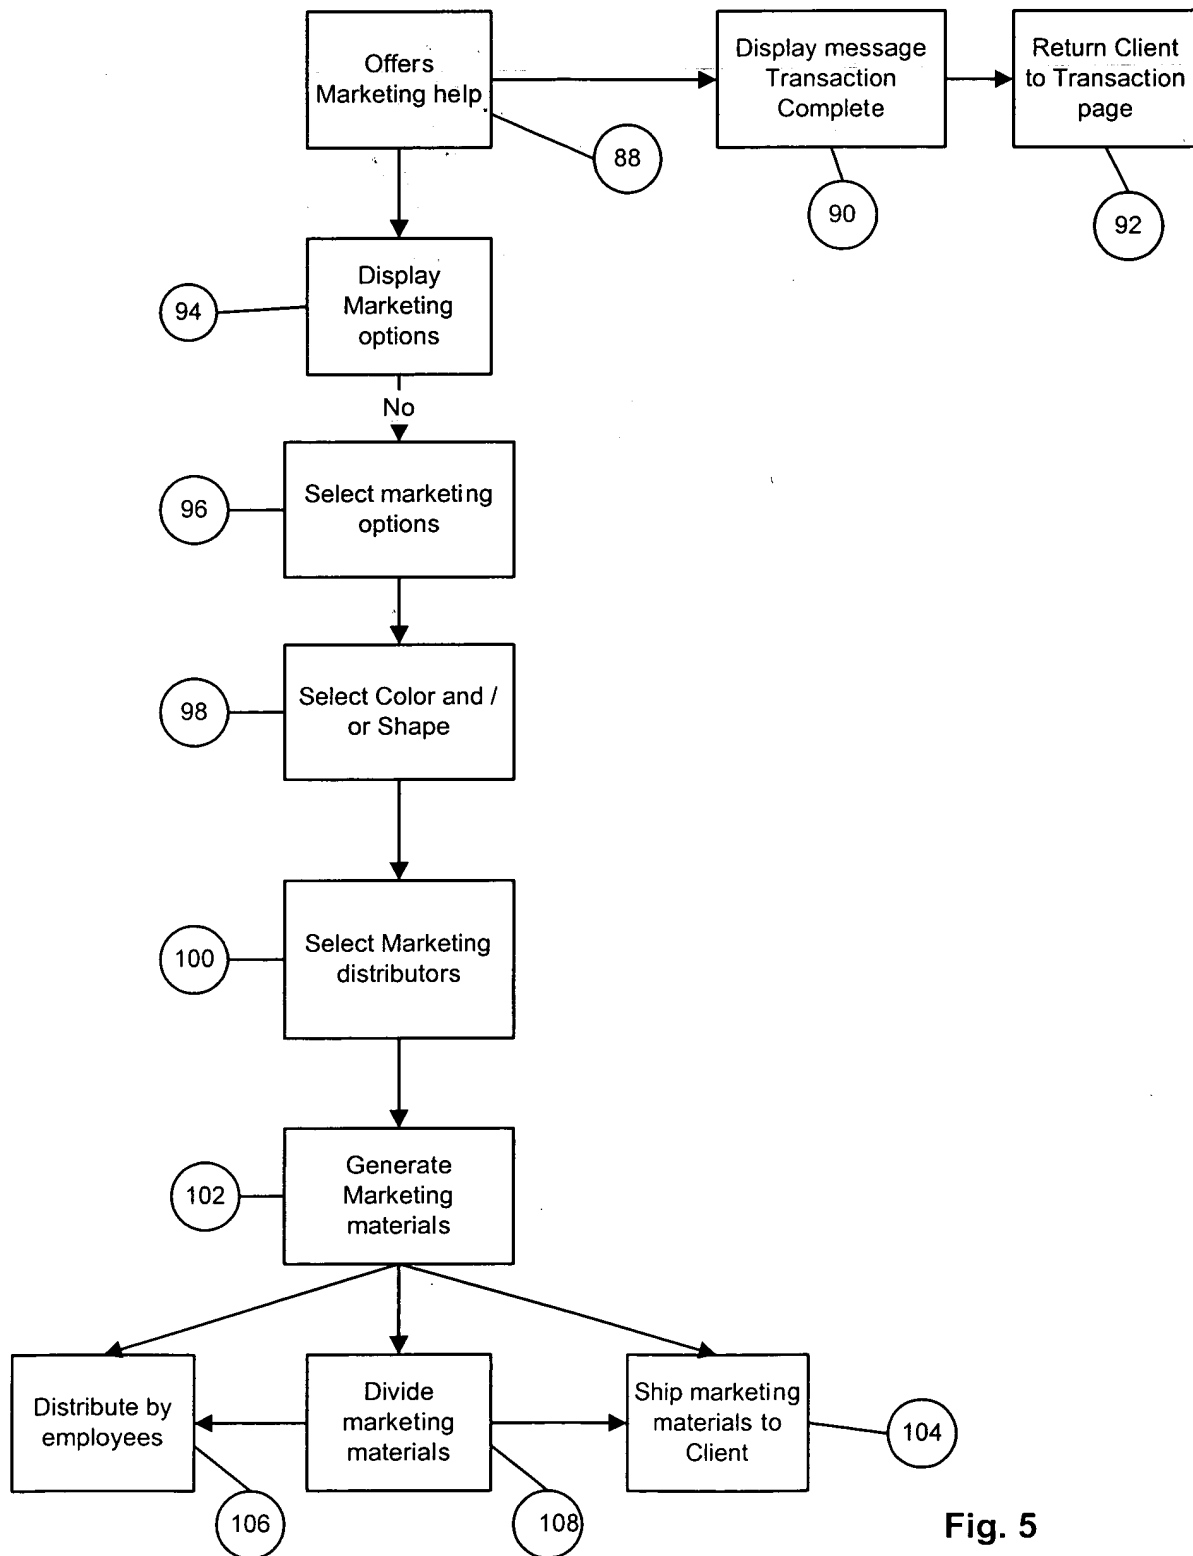 Offers
Marketing help
Display message
Transaction
Complete
Return Client
to Transaction
page
88
90
92
Display
Marketing
options
94
No
Select marketing
options
96
Select Color and /
or Shape
98
Select Marketing
distributors
100
Generate
Marketing
materials
102
Distribute by
employees
Divide
marketing
materials
Ship marketing
materials to
Client
104
106
108
Fig. 5